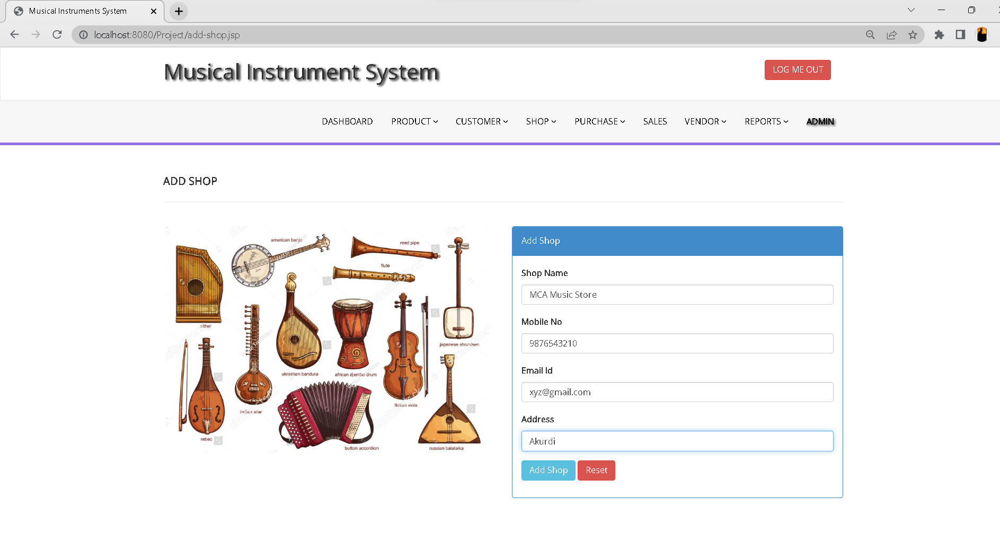 Musical Instruments System
localhost:8080/Project/add-shop.jsp
Musical Instrument System
LOG ME OUT
DASHBOARD PRODUCT CUSTOMER SHOP PURCHASE SALES VENDOR REPORTS ADMIN
ADD SHOP
american banjo
reed pipe
flute
zither
japanese shamisen
ukrainian bandura
african djembe drum
indian sitar
Italian viola
rebec
button accordion
russian balalaika
Add Shop
Shop Name
MCA Music Store
Mobile No
9876543210
Email Id
xyz@gmail.com
Address
Akurdi
Add Shop Reset